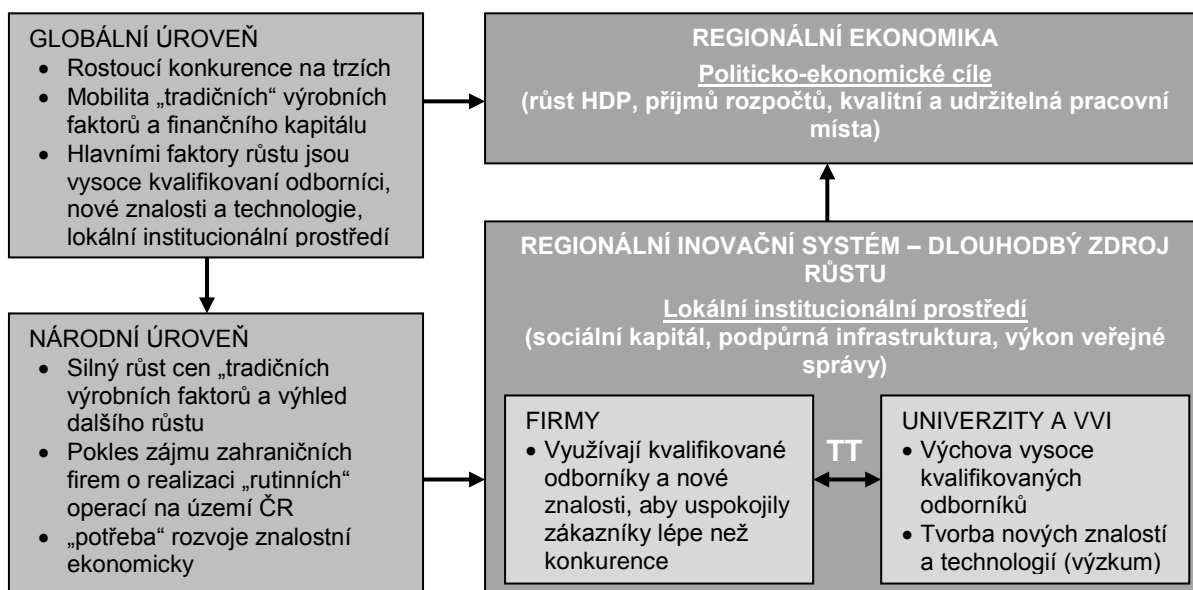 GLOBÁLNÍ ÚROVEŇ
• Rostoucí konkurence na trzích
• Mobilita „tradičních“ výrobních
faktorů a finančního kapitálu
• Hlavními faktory růstu jsou
vysoce kvalifikovaní odborníci,
nové znalosti a technologie,
lokální institucionální prostředí
REGIONÁLNÍ EKONOMIKA
Politicko-ekonomické cíle
(růst HDP, příjmů rozpočtů, kvalitní a udržitelná pracovní
místa)
NÁRODNÍ ÚROVEŇ
• Silný růst cen „tradičních
výrobních faktorů a výhled
dalšího růstu
• Pokles zájmu zahraničních
firem o realizaci „rutinních“
operací na území ČR
• „potřeba“ rozvoje znalostní
ekonomicky
REGIONÁLNÍ INOVAČNÍ SYSTÉM – DLOUHODBÝ ZDROJ
RŮSTU
Lokální institucionální prostředí
(sociální kapitál, podpůrná infrastruktura, výkon veřejné
správy)
FIRMY
• Využívají kvalifikované
odborníky a nové
znalosti, aby uspokojily
zákazníky lépe než
konkurence
TT
UNIVERZITY A VVI
• Výchova vysoce
kvalifikovaných
odborníků
• Tvorba nových znalostí
a technologií (výzkum)